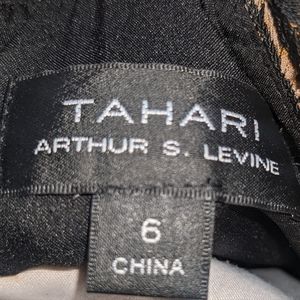 TAHARI
ARTHUR S. LEVINE
6
CHINA